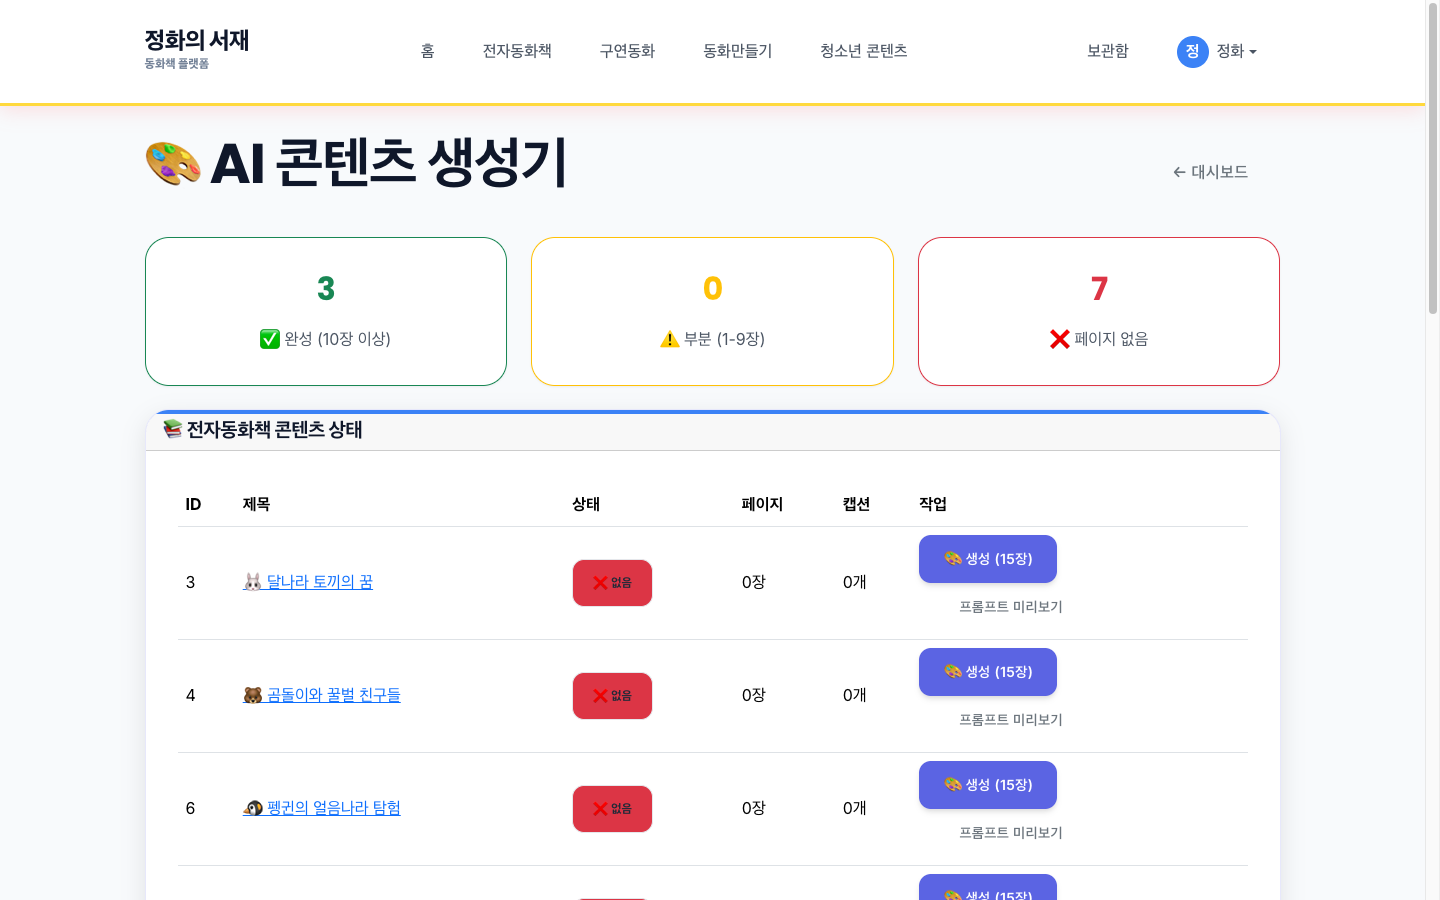 정화의 서재
동화책 플랫폼
홈
전자동화책
구연동화
동화만들기
청소년 콘텐츠
보관함
정
정화
AI 콘텐츠 생성기
← 대시보드
3
완성 (10장 이상)
0
부분 (1-9장)
7
페이지 없음
전자동화책 콘텐츠 상태
ID 제목 상태 페이지 캡션 작업
3 달나라 토끼의 꿈 없음 0장 0개 생성 (15장)
프롬프트 미리보기
4 곰돌이와 꿀벌 친구들 없음 0장 0개 생성 (15장)
프롬프트 미리보기
6 펭귄의 얼음나라 탐험 없음 0장 0개 생성 (15장)
프롬프트 미리보기
생성 (15장)